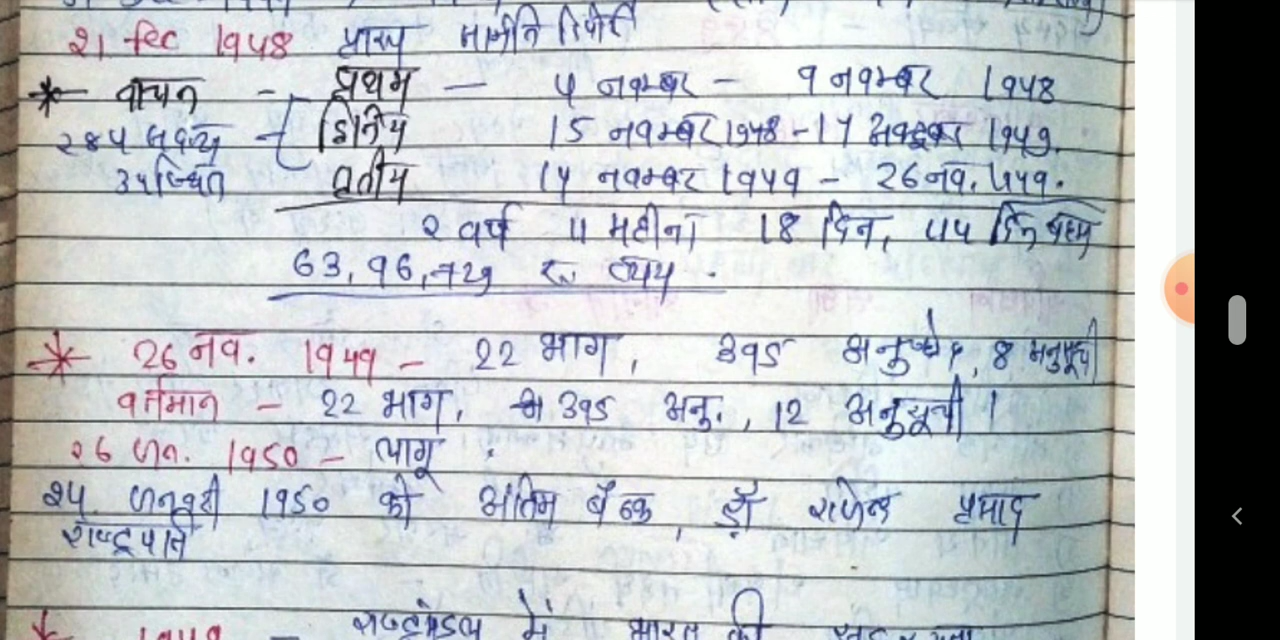 21 फरव 1948 प्रारूप समिति रिपोर्ट
* वाचन - प्रथम — 4 नवम्बर - 9 नवम्बर 1948
284 सदस्य - द्वितीय 15 नवम्बर 1948 - 17 अक्टूबर 1949.
उपस्थित तृतीय 14 नवम्बर 1949 - 26 नव.
2 वर्ष 11 महीना 18 दिन, दिन
63,96,729 रु. व्यय .
* 26 नव. 1949 - 22 भाग, 395 अनुच्छेद, 8 अनुसूची
वर्तमान - 22 भाग, 395 अनु., 12 अनुसूची ।
26 जन. 1950 - लागू ;
24 जनवरी 1950 को अंतिम बैठक, डॉ राजेन्द्र प्रसाद
राष्ट्रपति
में भारत की